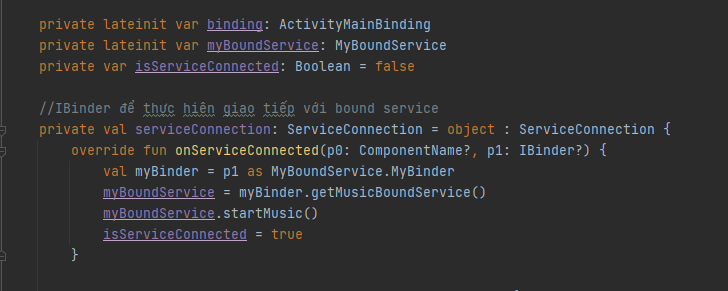 private lateinit var binding: ActivityMainBinding
private lateinit var myBoundService: MyBoundService
private var isServiceConnected: Boolean = false
//IBinder để thực hiên giao tiếp với bound service
private val serviceConnection: ServiceConnection = object : ServiceConnection {
override fun onServiceConnected(p0: ComponentName?, p1: IBinder?) {
val myBinder = p1 as MyBoundService.MyBinder
myBoundService = myBinder.getMusicBoundService()
myBoundService.startMusic()
isServiceConnected = true
}